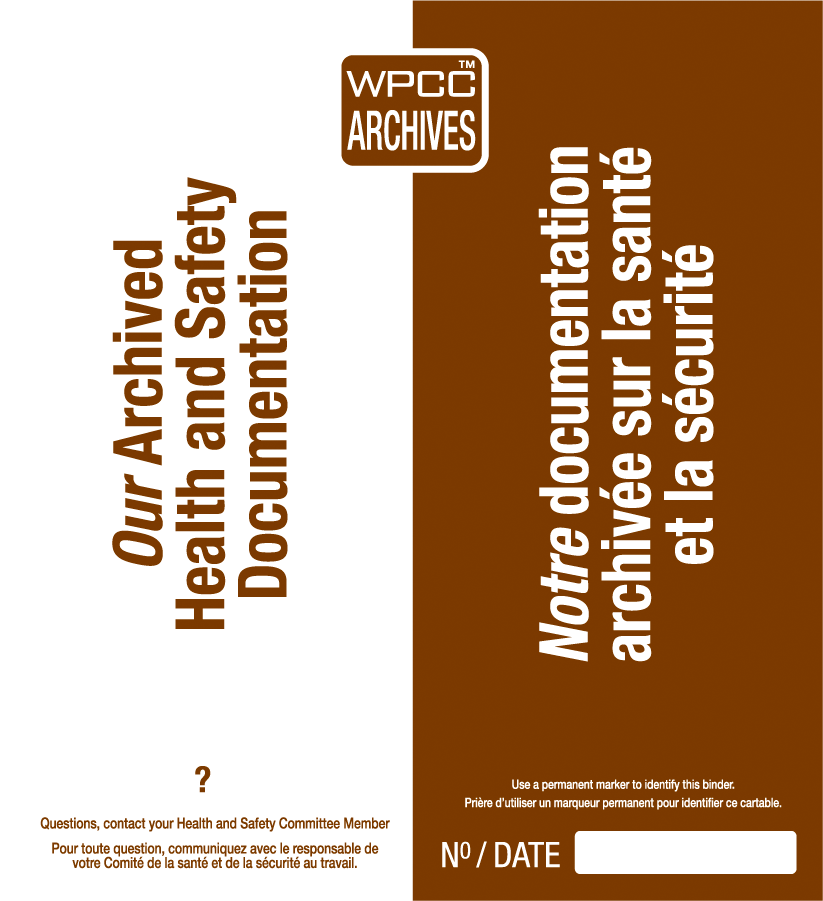 WPCC™
ARCHIVES
Our Archived
Health and Safety
Documentation
Notre documentation
archivée sur la santé
et la sécurité
?
Questions, contact your Health and Safety Committee Member
Pour toute question, communiquez avec le responsable de
votre Comité de la santé et de la sécurité au travail.
Use a permanent marker to identify this binder.
Prière d'utiliser un marqueur permanent pour identifier ce cartable.
Nº / DATE